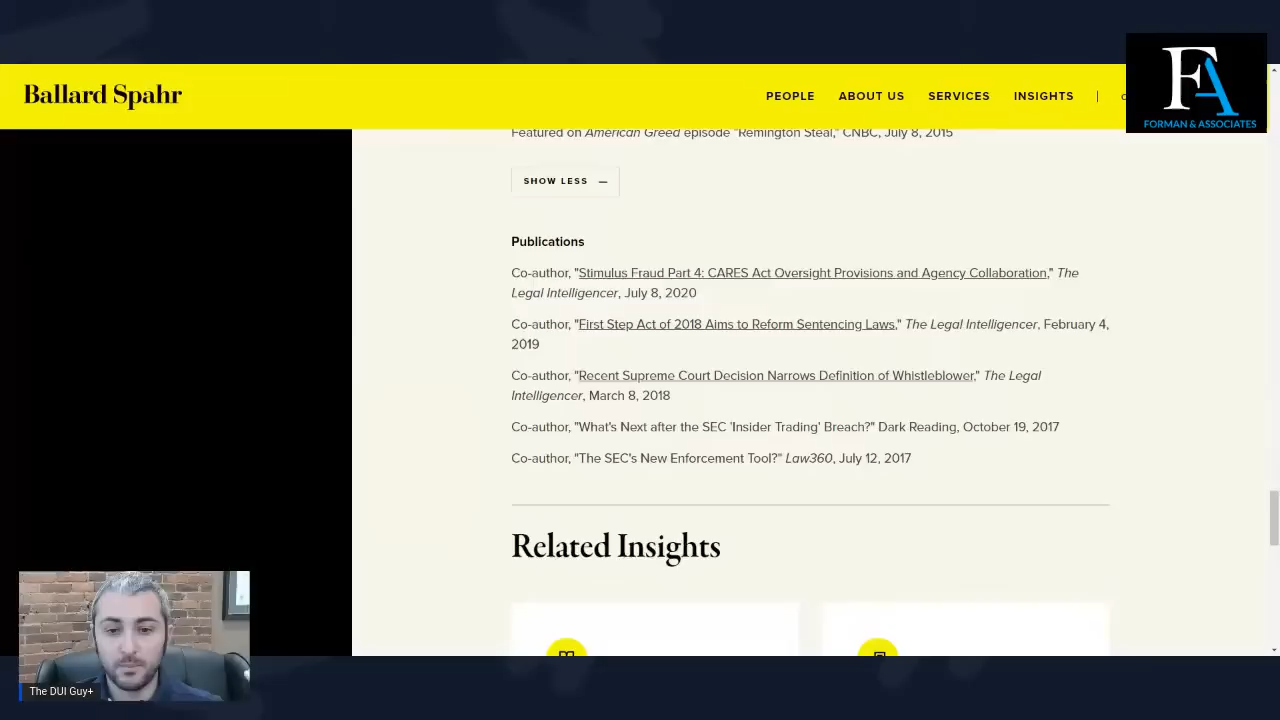 Ballard Spahr
PEOPLE ABOUT US SERVICES INSIGHTS |
FA
FORMAN & ASSOCIATES
Featured on American Greed episode "Remington Steal," CNBC, July 8, 2015
SHOW LESS —
Publications
Co-author, "Stimulus Fraud Part 4: CARES Act Oversight Provisions and Agency Collaboration," The
Legal Intelligencer, July 8, 2020
Co-author, "First Step Act of 2018 Aims to Reform Sentencing Laws," The Legal Intelligencer, February 4,
2019
Co-author, "Recent Supreme Court Decision Narrows Definition of Whistleblower," The Legal
Intelligencer, March 8, 2018
Co-author, "What's Next after the SEC 'Insider Trading' Breach?" Dark Reading, October 19, 2017
Co-author, "The SEC's New Enforcement Tool?" Law360, July 12, 2017
Related Insights
The DUI Guy+